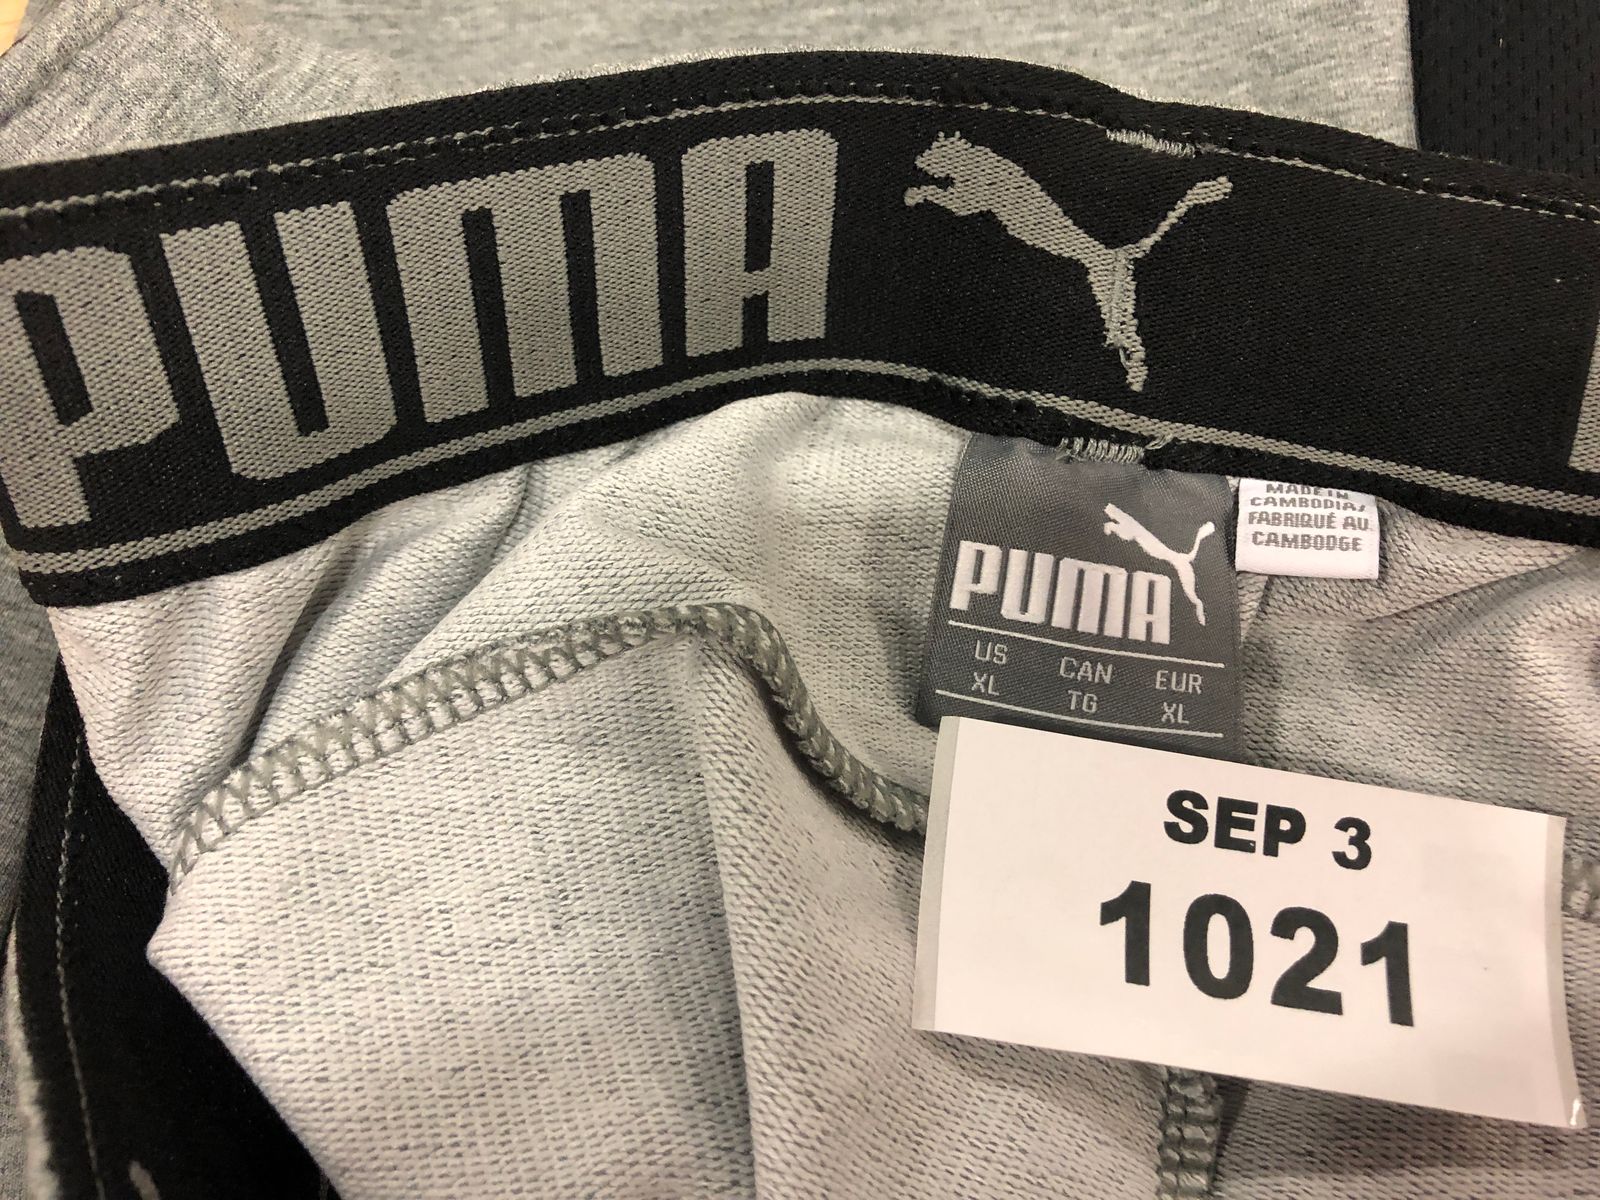 PUMA
MADE IN
CAMBODIA/
FABRIQUÉ AU
CAMBODGE
PUMA
US CAN EUR
XL TG XL
SEP 3
1021